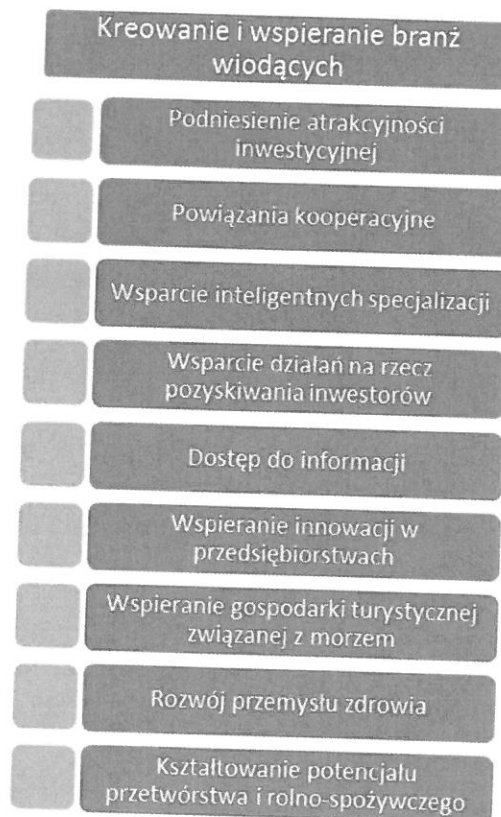 Kreowanie i wspieranie branż
wiodących
Podniesienie atrakcyjności
inwestycyjnej
Powiązania kooperacyjne
Wsparcie inteligentnych specjalizacji
Wsparcie działań na rzecz
pozyskiwania inwestorów
Dostęp do informacji
Wspieranie innowacji w
przedsiębiorstwach
Wspieranie gospodarki turystycznej
związanej z morzem
Rozwój przemysłu zdrowia
Kształtowanie potencjału
przetwórstwa i rolno-spożywczego